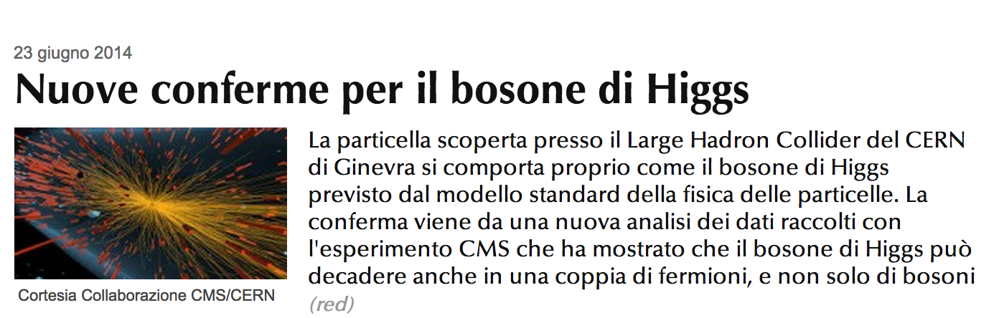 23 giugno 2014
Nuove conferme per il bosone di Higgs
La particella scoperta presso il Large Hadron Collider del CERN
di Ginevra si comporta proprio come il bosone di Higgs
previsto dal modello standard della fisica delle particelle. La
conferma viene da una nuova analisi dei dati raccolti con
l'esperimento CMS che ha mostrato che il bosone di Higgs può
decadere anche in una coppia di fermioni, e non solo di bosoni
(red)
Cortesia Collaborazione CMS/CERN